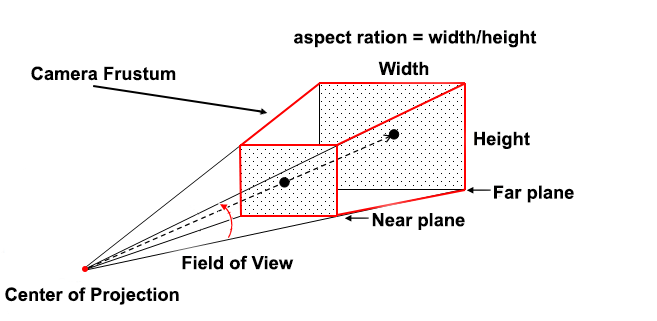 aspect ration = width/height
Width
Camera Frustum
Height
Far plane
Near plane
Field of View
Center of Projection